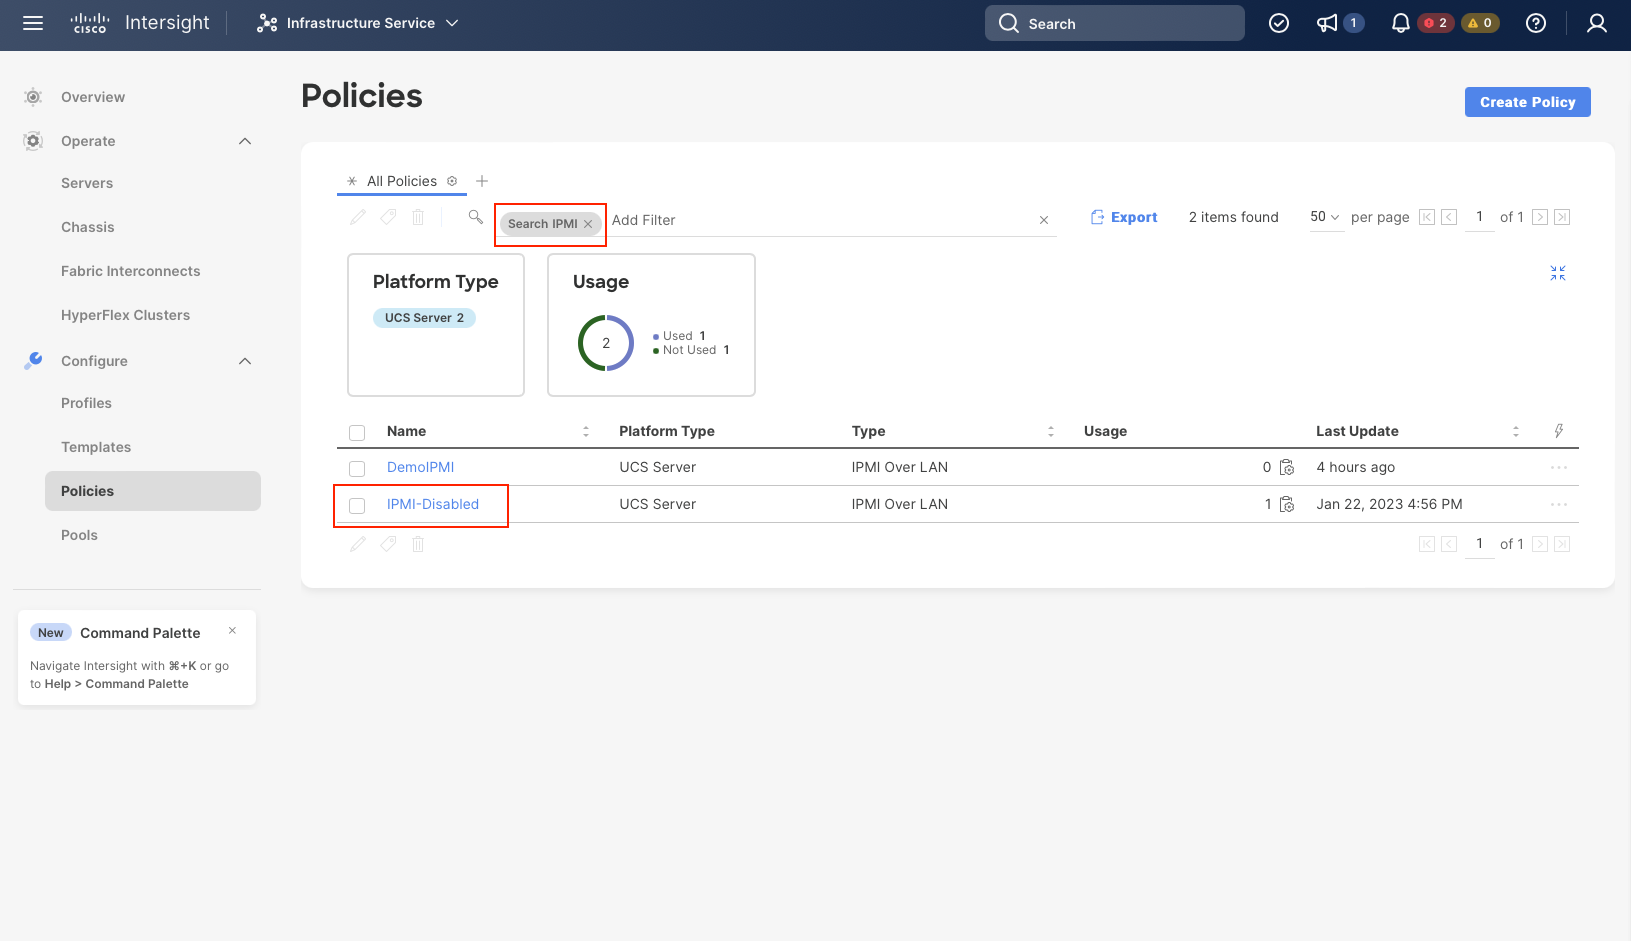 CISCO Intersight
Infrastructure Service
Search
1
2
0
Overview
Operate
Servers
Chassis
Fabric Interconnects
HyperFlex Clusters
Configure
Profiles
Templates
Policies
Pools
New Command Palette
Navigate Intersight with ⌘+K or go
to Help > Command Palette
Policies
Create Policy
All Policies
Search IPMI
Add Filter
Export
2 items found
50 per page
1 of 1
Platform Type
UCS Server 2
Usage
2
Used 1
Not Used 1
Name Platform Type Type Usage Last Update
DemoIPMI UCS Server IPMI Over LAN 0 4 hours ago
IPMI-Disabled UCS Server IPMI Over LAN 1 Jan 22, 2023 4:56 PM
1 of 1